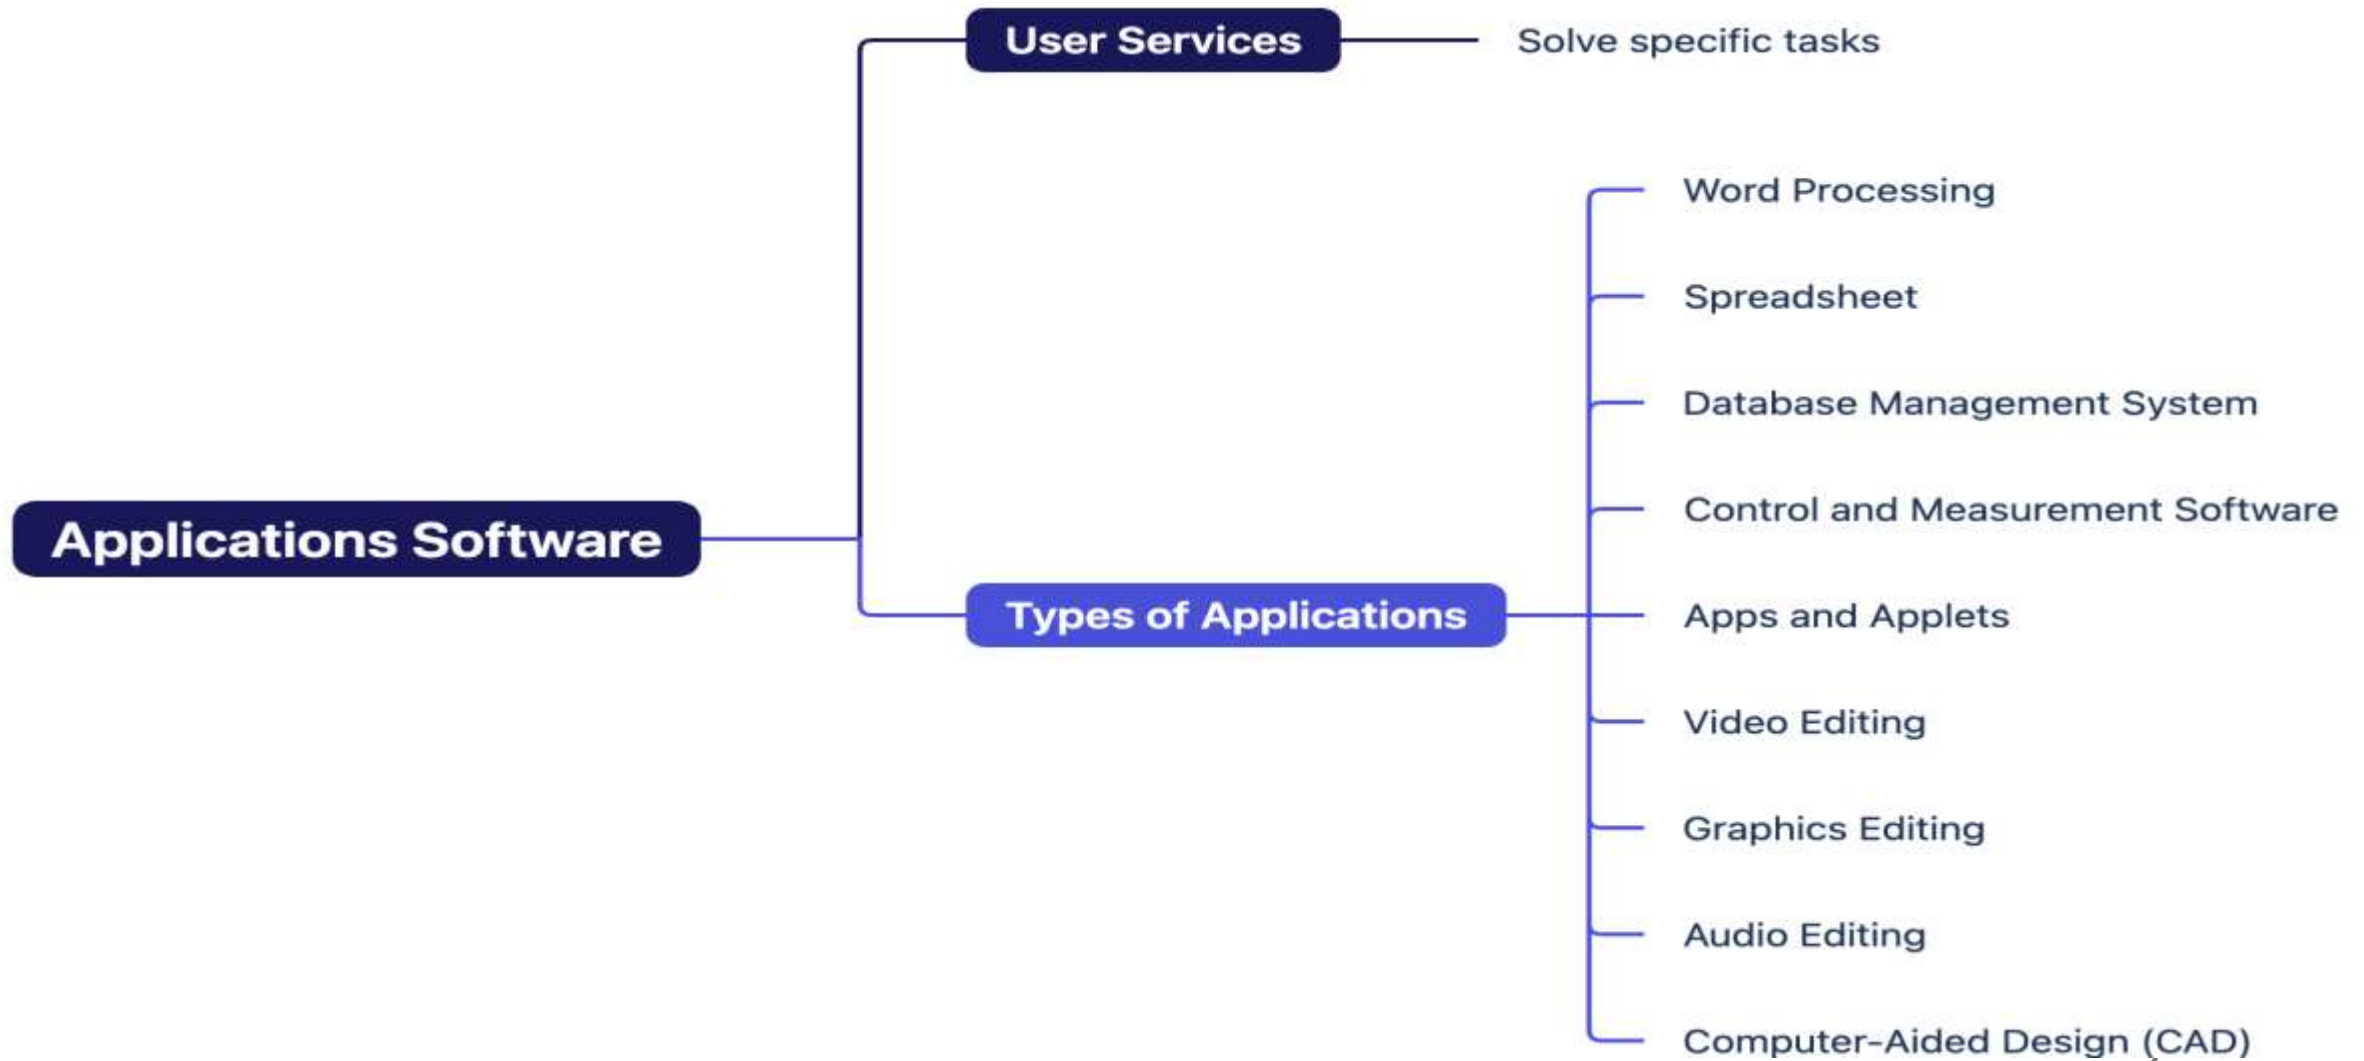 User Services
Solve specific tasks
Word Processing
Spreadsheet
Database Management System
Control and Measurement Software
Applications Software
Types of Applications
Apps and Applets
Video Editing
Graphics Editing
Audio Editing
Computer-Aided Design (CAD)